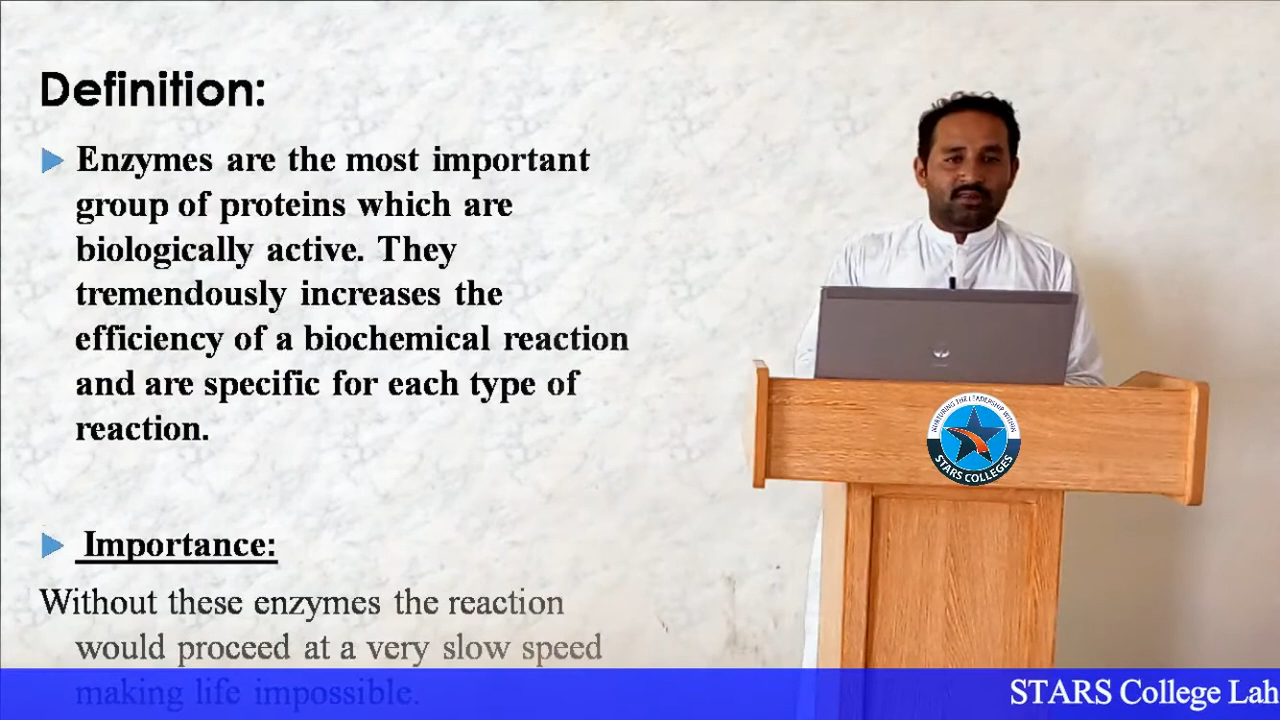 Definition:
Enzymes are the most important
group of proteins which are
biologically active. They
tremendously increases the
efficiency of a biochemical reaction
and are specific for each type of
reaction.
Importance:
Without these enzymes the reaction
would proceed at a very slow speed
making life impossible.
NURTURING THE LEADERSHIP WITHIN
STARS COLLEGES
STARS College Lah